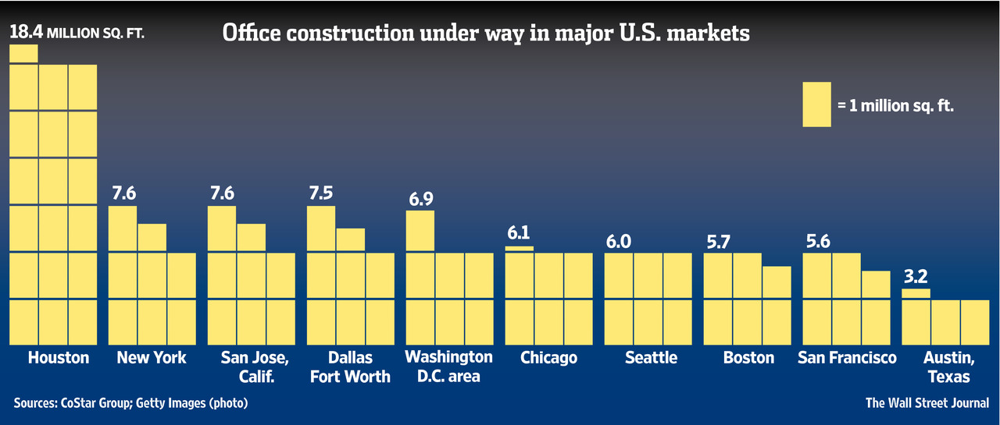 18.4 MILLION SQ. FT.
Office construction under way in major U.S. markets
= 1 million sq. ft.
7.6
7.6
7.5
6.9
6.1
6.0
5.7
5.6
3.2
Houston
New York
San Jose,
Calif.
Dallas
Fort Worth
Washington
D.C. area
Chicago
Seattle
Boston
San Francisco
Austin,
Texas
Sources: CoStar Group; Getty Images (photo)
The Wall Street Journal